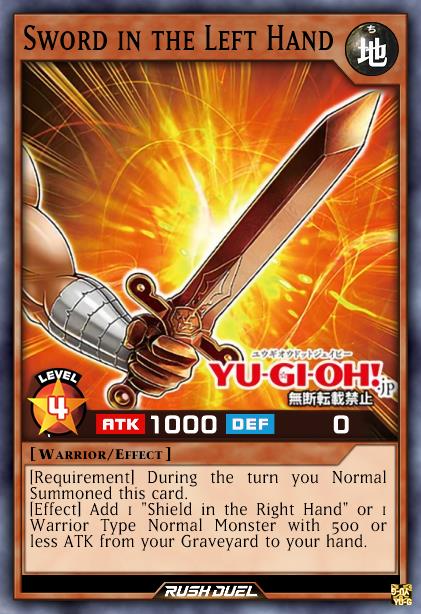 SWORD IN THE LEFT HAND
ち
地
ユウギオウドットジェイピー
YU-GI-OH!.jp
無断転載禁止
LEVEL
4
ATK 1000 DEF 0
[WARRIOR/EFFECT]
[Requirement] During the turn you Normal
Summoned this card.
[Effect] Add 1 "Shield in the Right Hand" or 1
Warrior Type Normal Monster with 500 or
less ATK from your Graveyard to your hand.
RUSH DUEL